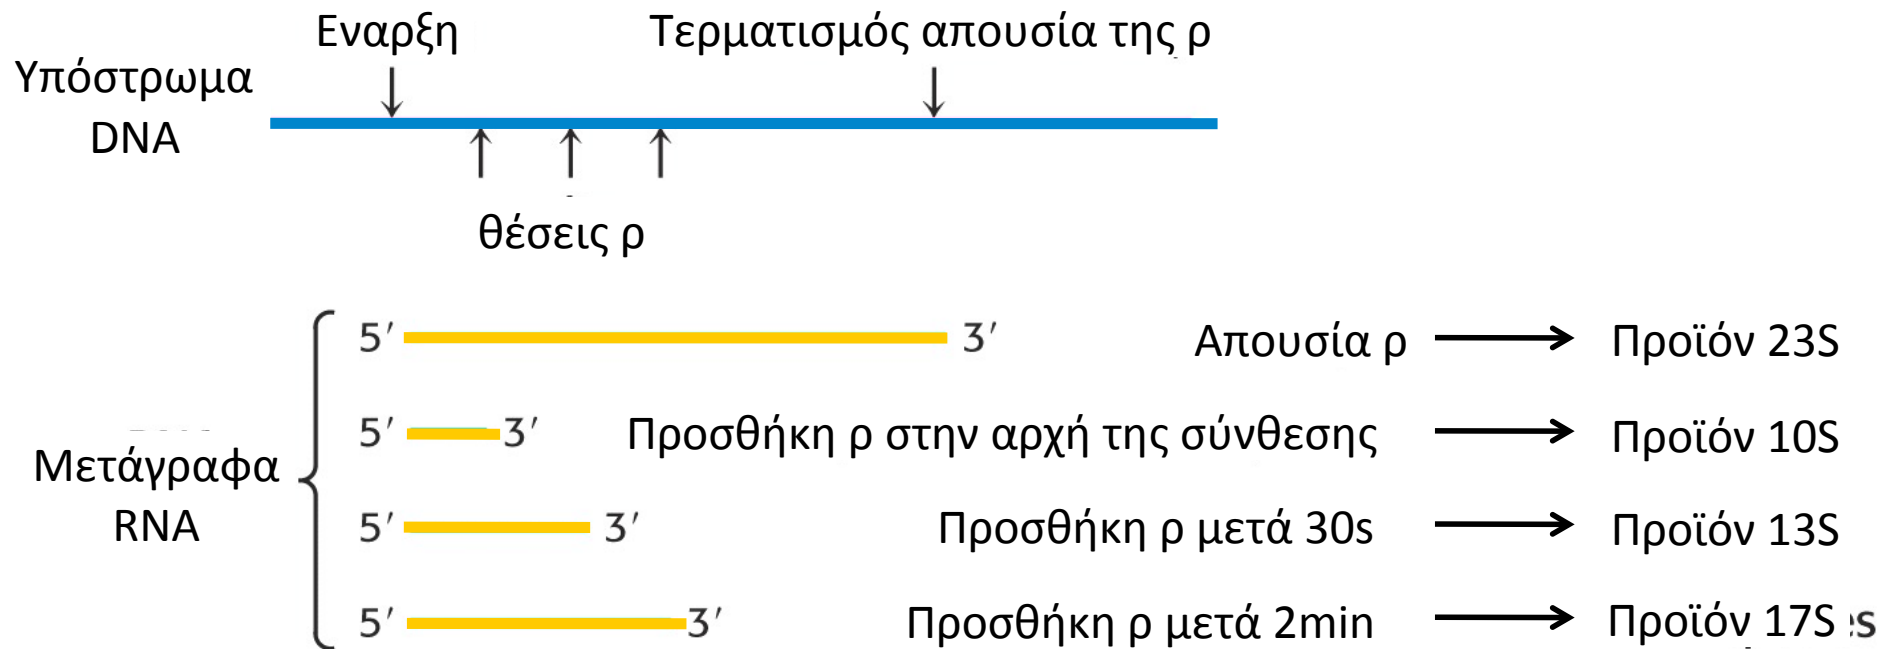 Εναρξη
Τερματισμός απουσία της ρ
Υπόστρωμα
DNA
θέσεις ρ
5′ 3′ Απουσία ρ Προϊόν 23S
5′ 3′ Προσθήκη ρ στην αρχή της σύνθεσης Προϊόν 10S
Μετάγραφα
RNA
5′ 3′ Προσθήκη ρ μετά 30s Προϊόν 13S
5′ 3′ Προσθήκη ρ μετά 2min Προϊόν 17S